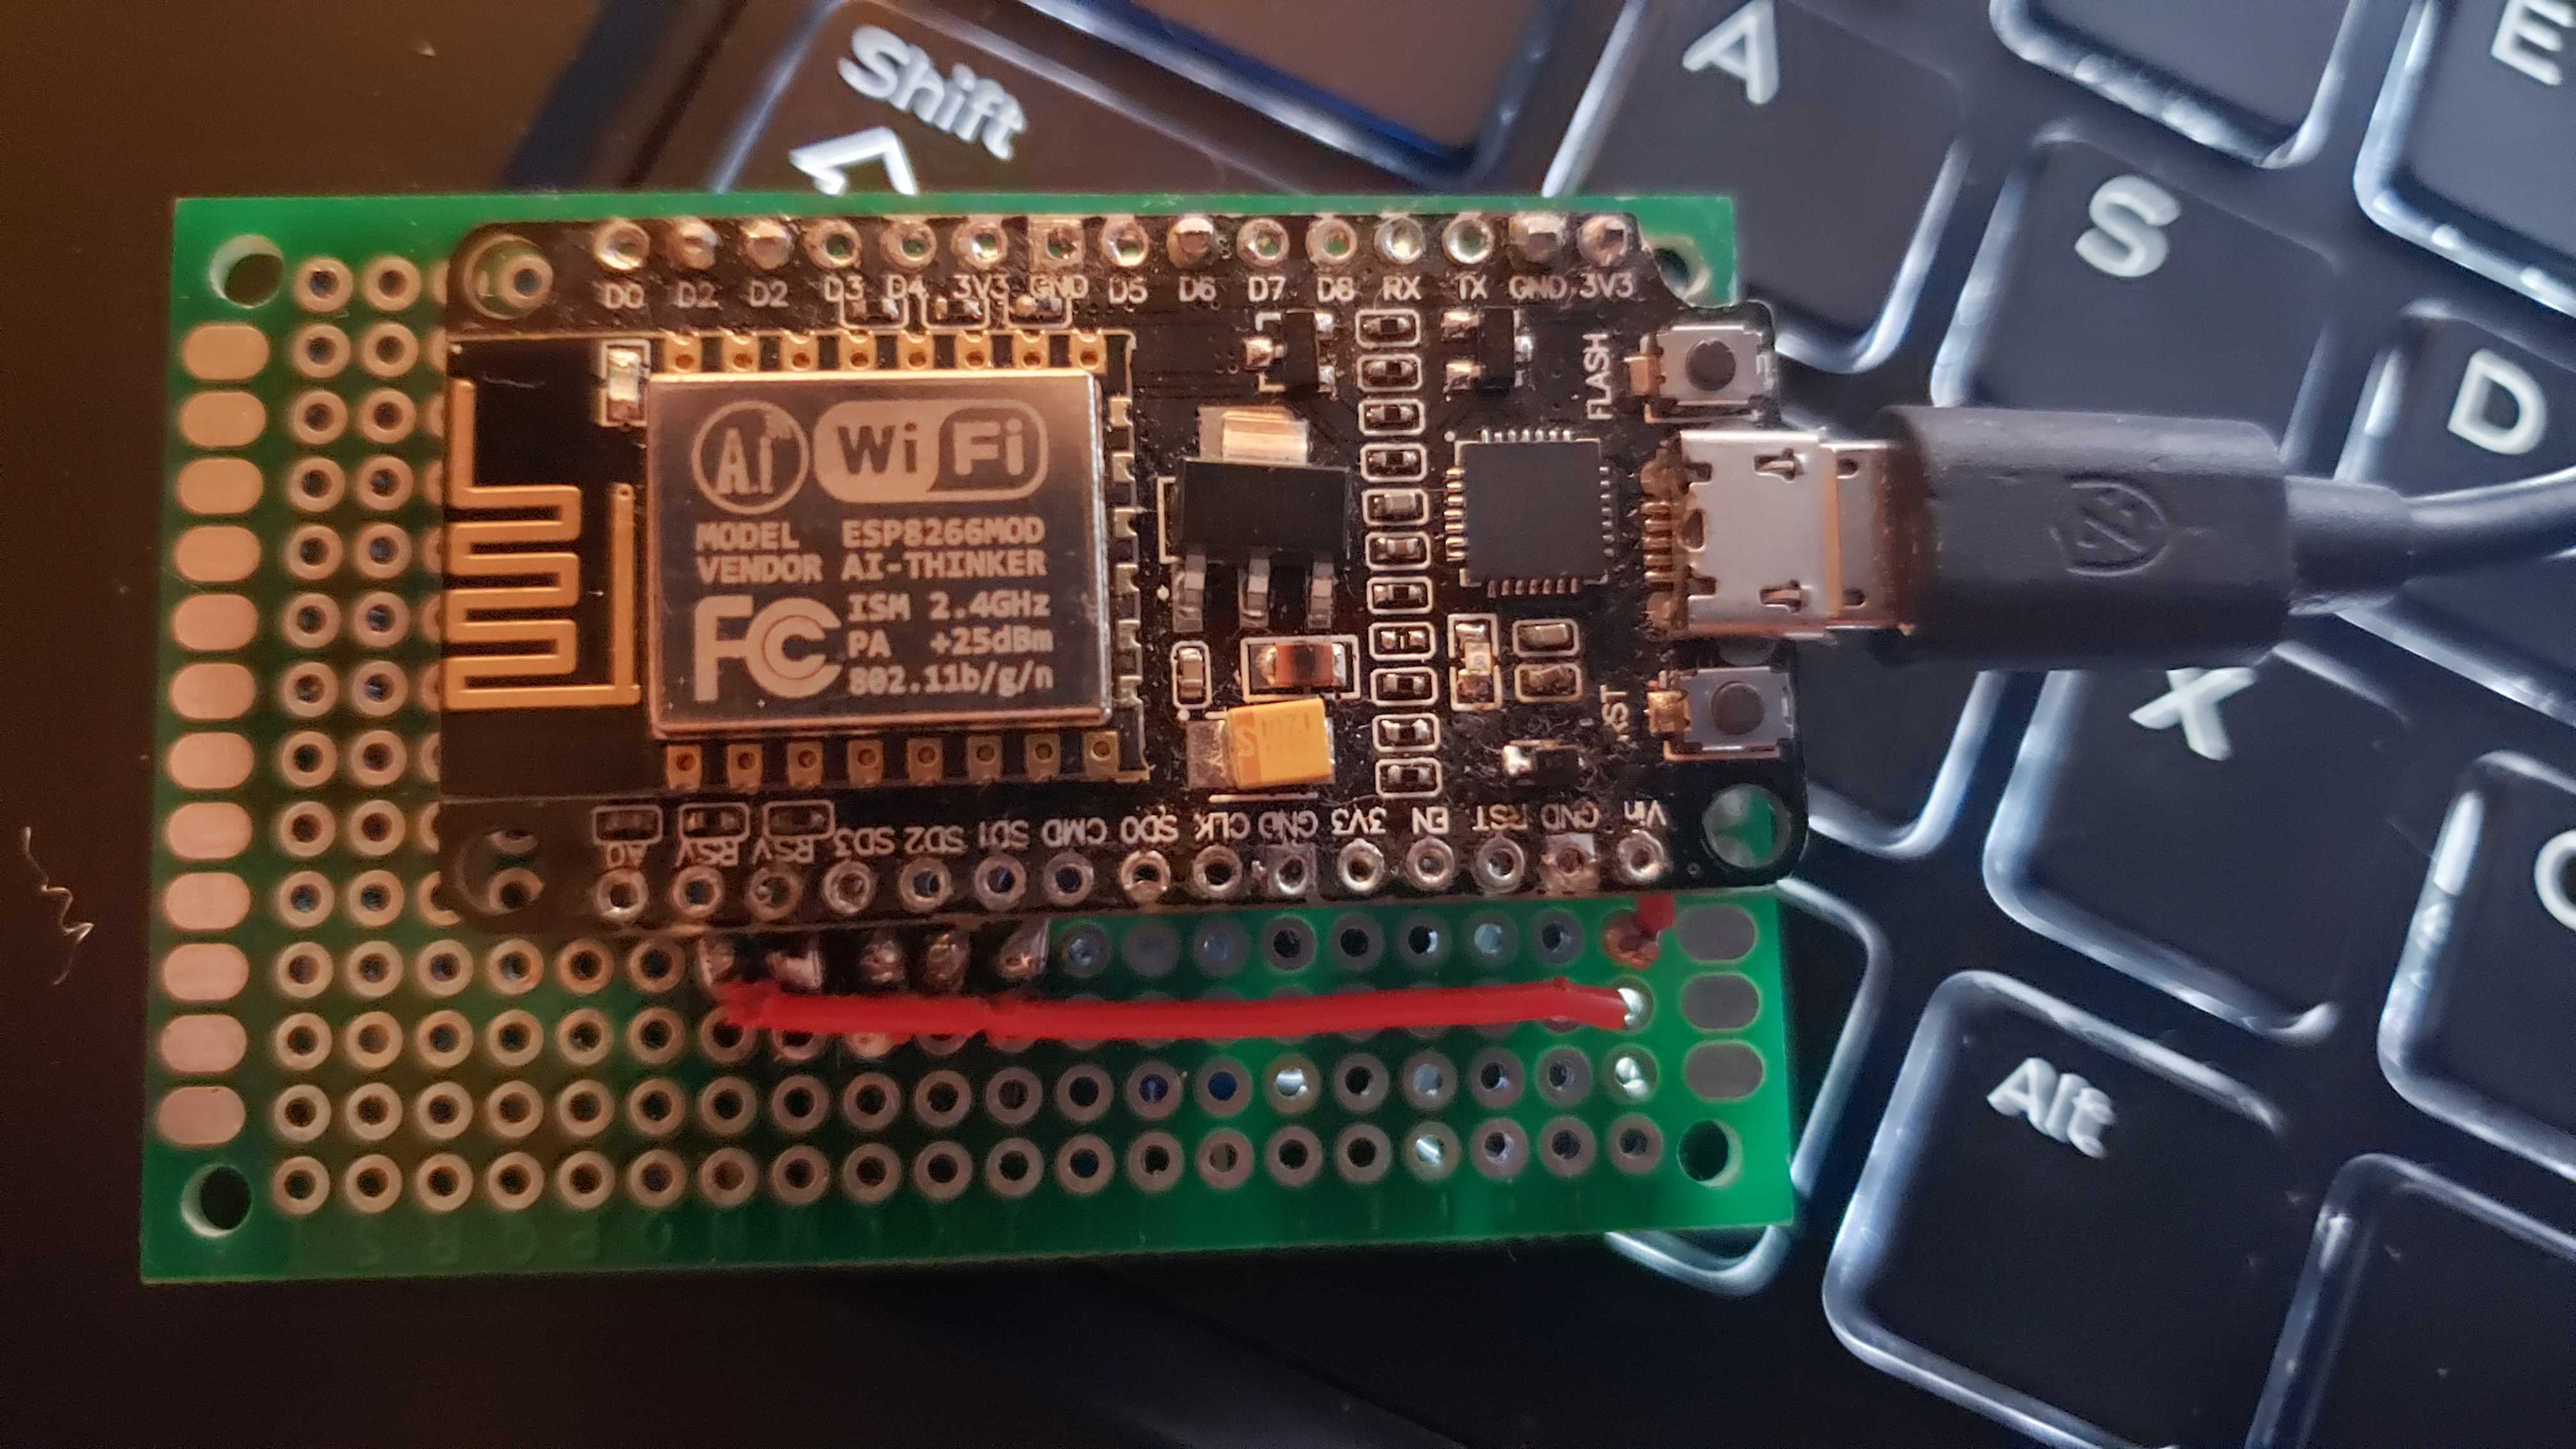 Shift
A
E
S
D
D0 D2 D2 D3 D4 3V3 GND D5 D6 D7 D8 RX TX GND 3V3
FLASH
Ai WiFi
MODEL ESP8266MOD
VENDOR AI-THINKER
FC ISM 2.4GHz
PA +25dBm
802.11b/g/n
RST
X
A0 RSV RSV SD3 SD2 SD1 CMD SD0 CLK GND 3V3 EN RST GND Vin
Alt